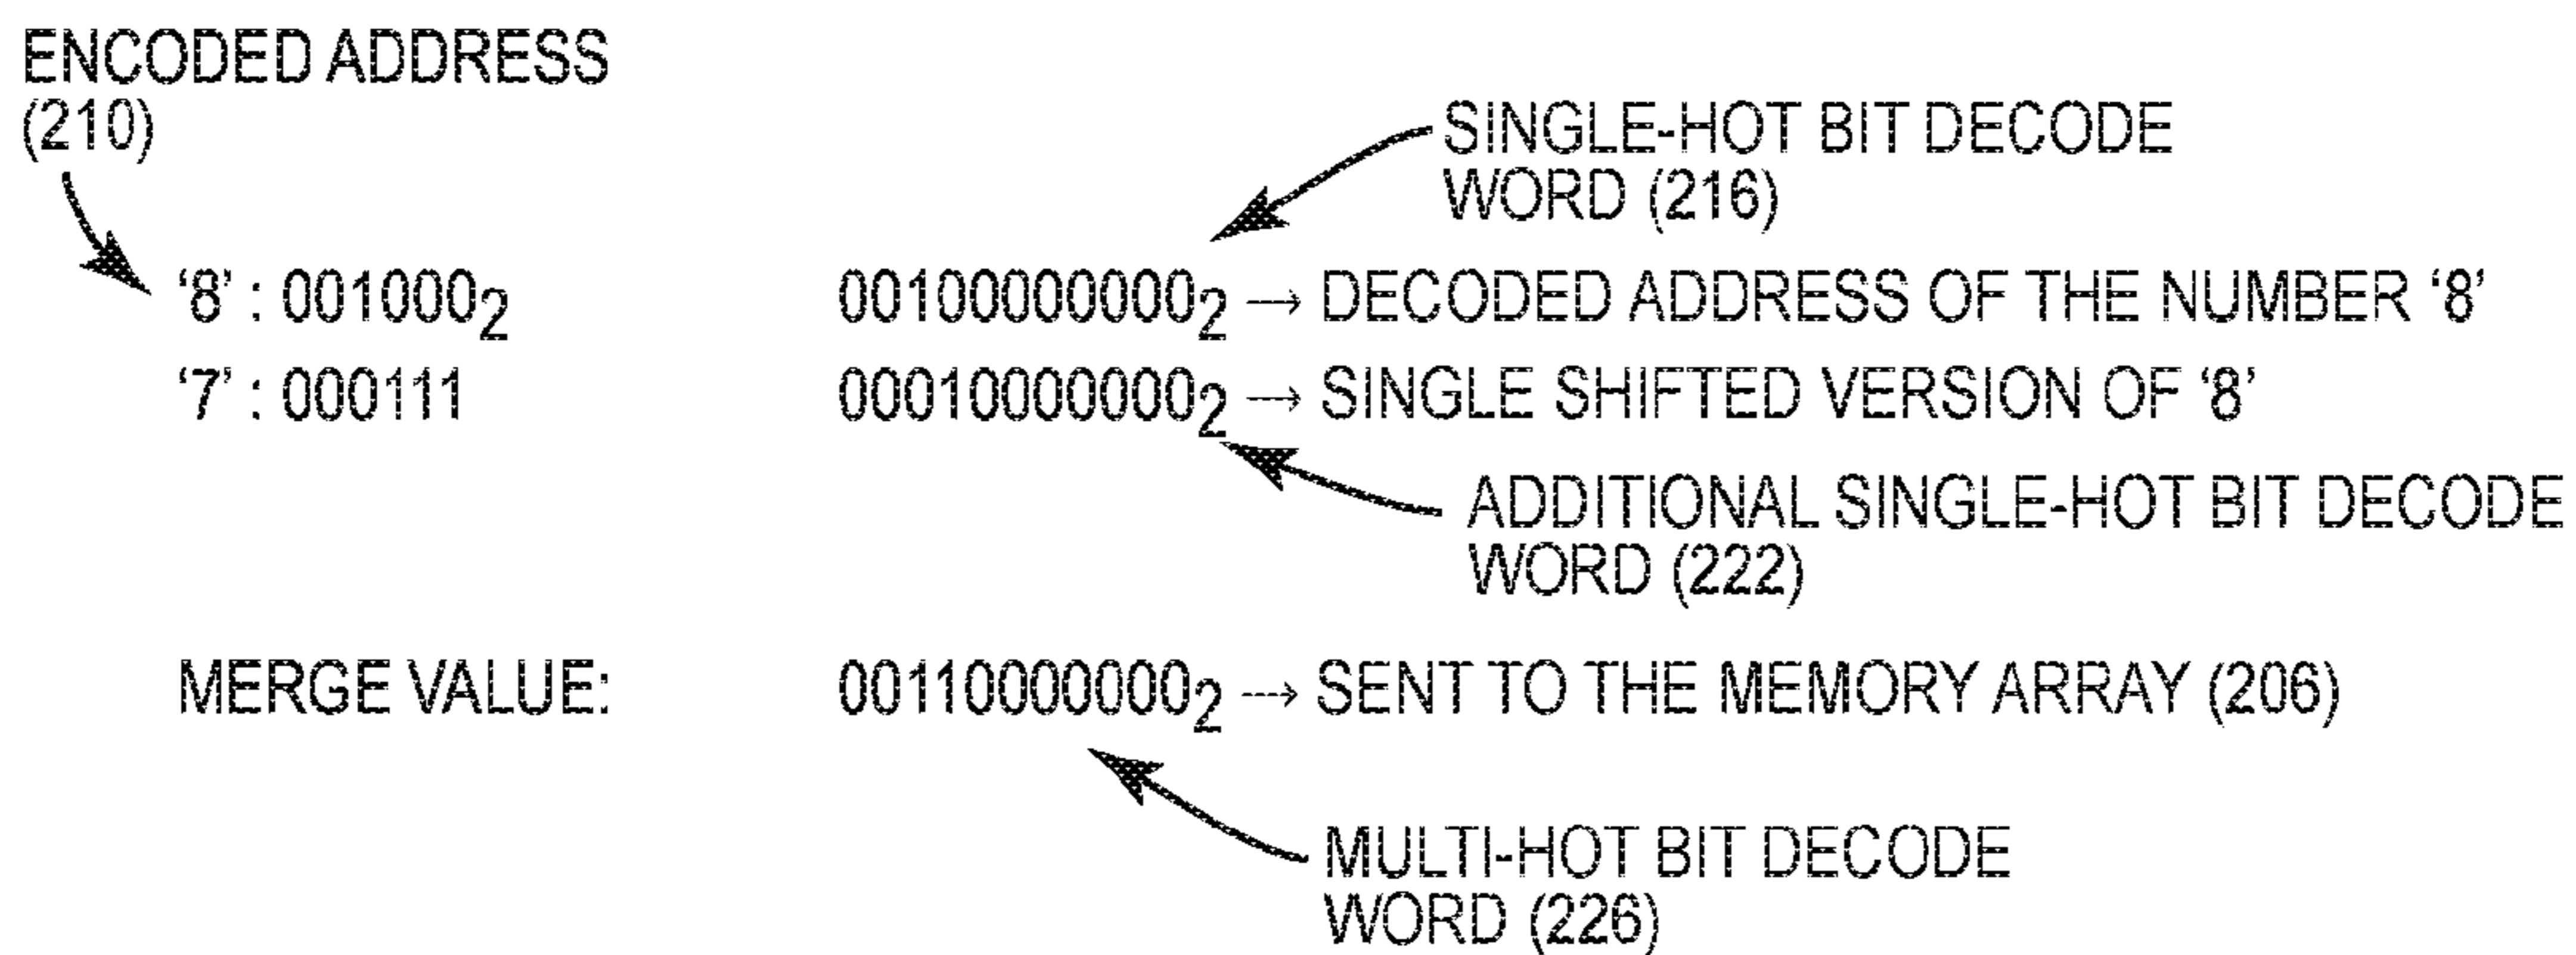 ENCODED ADDRESS
(210)
SINGLE-HOT BIT DECODE
WORD (216)
‘8’ : 001000₂ 00100000000₂ → DECODED ADDRESS OF THE NUMBER ‘8’
‘7’ : 000111 00010000000₂ → SINGLE SHIFTED VERSION OF ‘8’
ADDITIONAL SINGLE-HOT BIT DECODE
WORD (222)
MERGE VALUE: 00110000000₂ → SENT TO THE MEMORY ARRAY (206)
MULTI-HOT BIT DECODE
WORD (226)